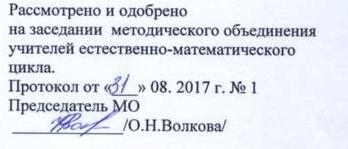 Рассмотрено и одобрено
на заседании методического объединения
учителей естественно-математического
цикла.
Протокол от «31» 08. 2017 г. № 1
Председатель МО
/О.Н.Волкова/